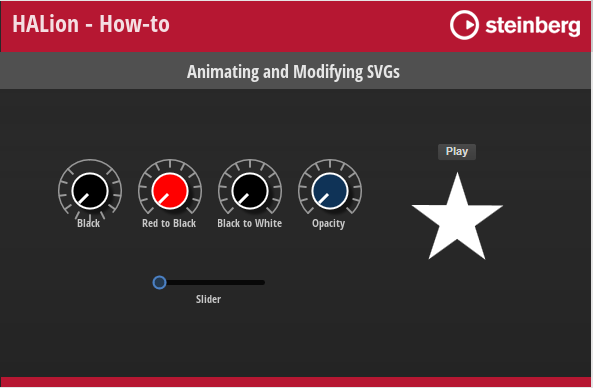 HALion - How-to
steinberg
Animating and Modifying SVGs
Play
Black
Red to Black
Black to White
Opacity
Slider